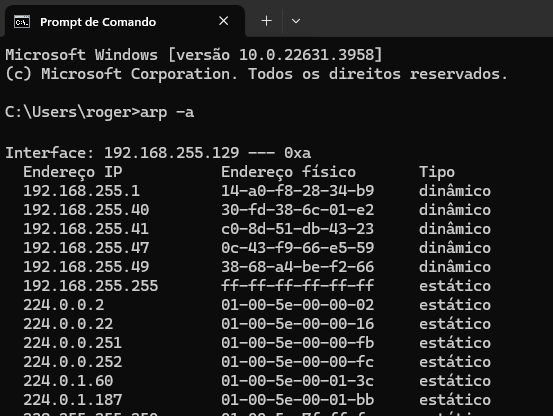 Prompt de Comando
Microsoft Windows [versão 10.0.22631.3958]
(c) Microsoft Corporation. Todos os direitos reservados.
C:\Users\roger>arp -a
Interface: 192.168.255.129 --- 0xa
Endereço IP Endereço físico Tipo
192.168.255.1 14-a0-f8-28-34-b9 dinâmico
192.168.255.40 30-fd-38-6c-01-e2 dinâmico
192.168.255.41 c0-8d-51-db-43-23 dinâmico
192.168.255.47 0c-43-f9-66-e5-59 dinâmico
192.168.255.49 38-68-a4-be-f2-66 dinâmico
192.168.255.255 ff-ff-ff-ff-ff-ff estático
224.0.0.2 01-00-5e-00-00-02 estático
224.0.0.22 01-00-5e-00-00-16 estático
224.0.0.251 01-00-5e-00-00-fb estático
224.0.0.252 01-00-5e-00-00-fc estático
224.0.1.60 01-00-5e-00-01-3c estático
224.0.1.187 01-00-5e-00-01-bb estático